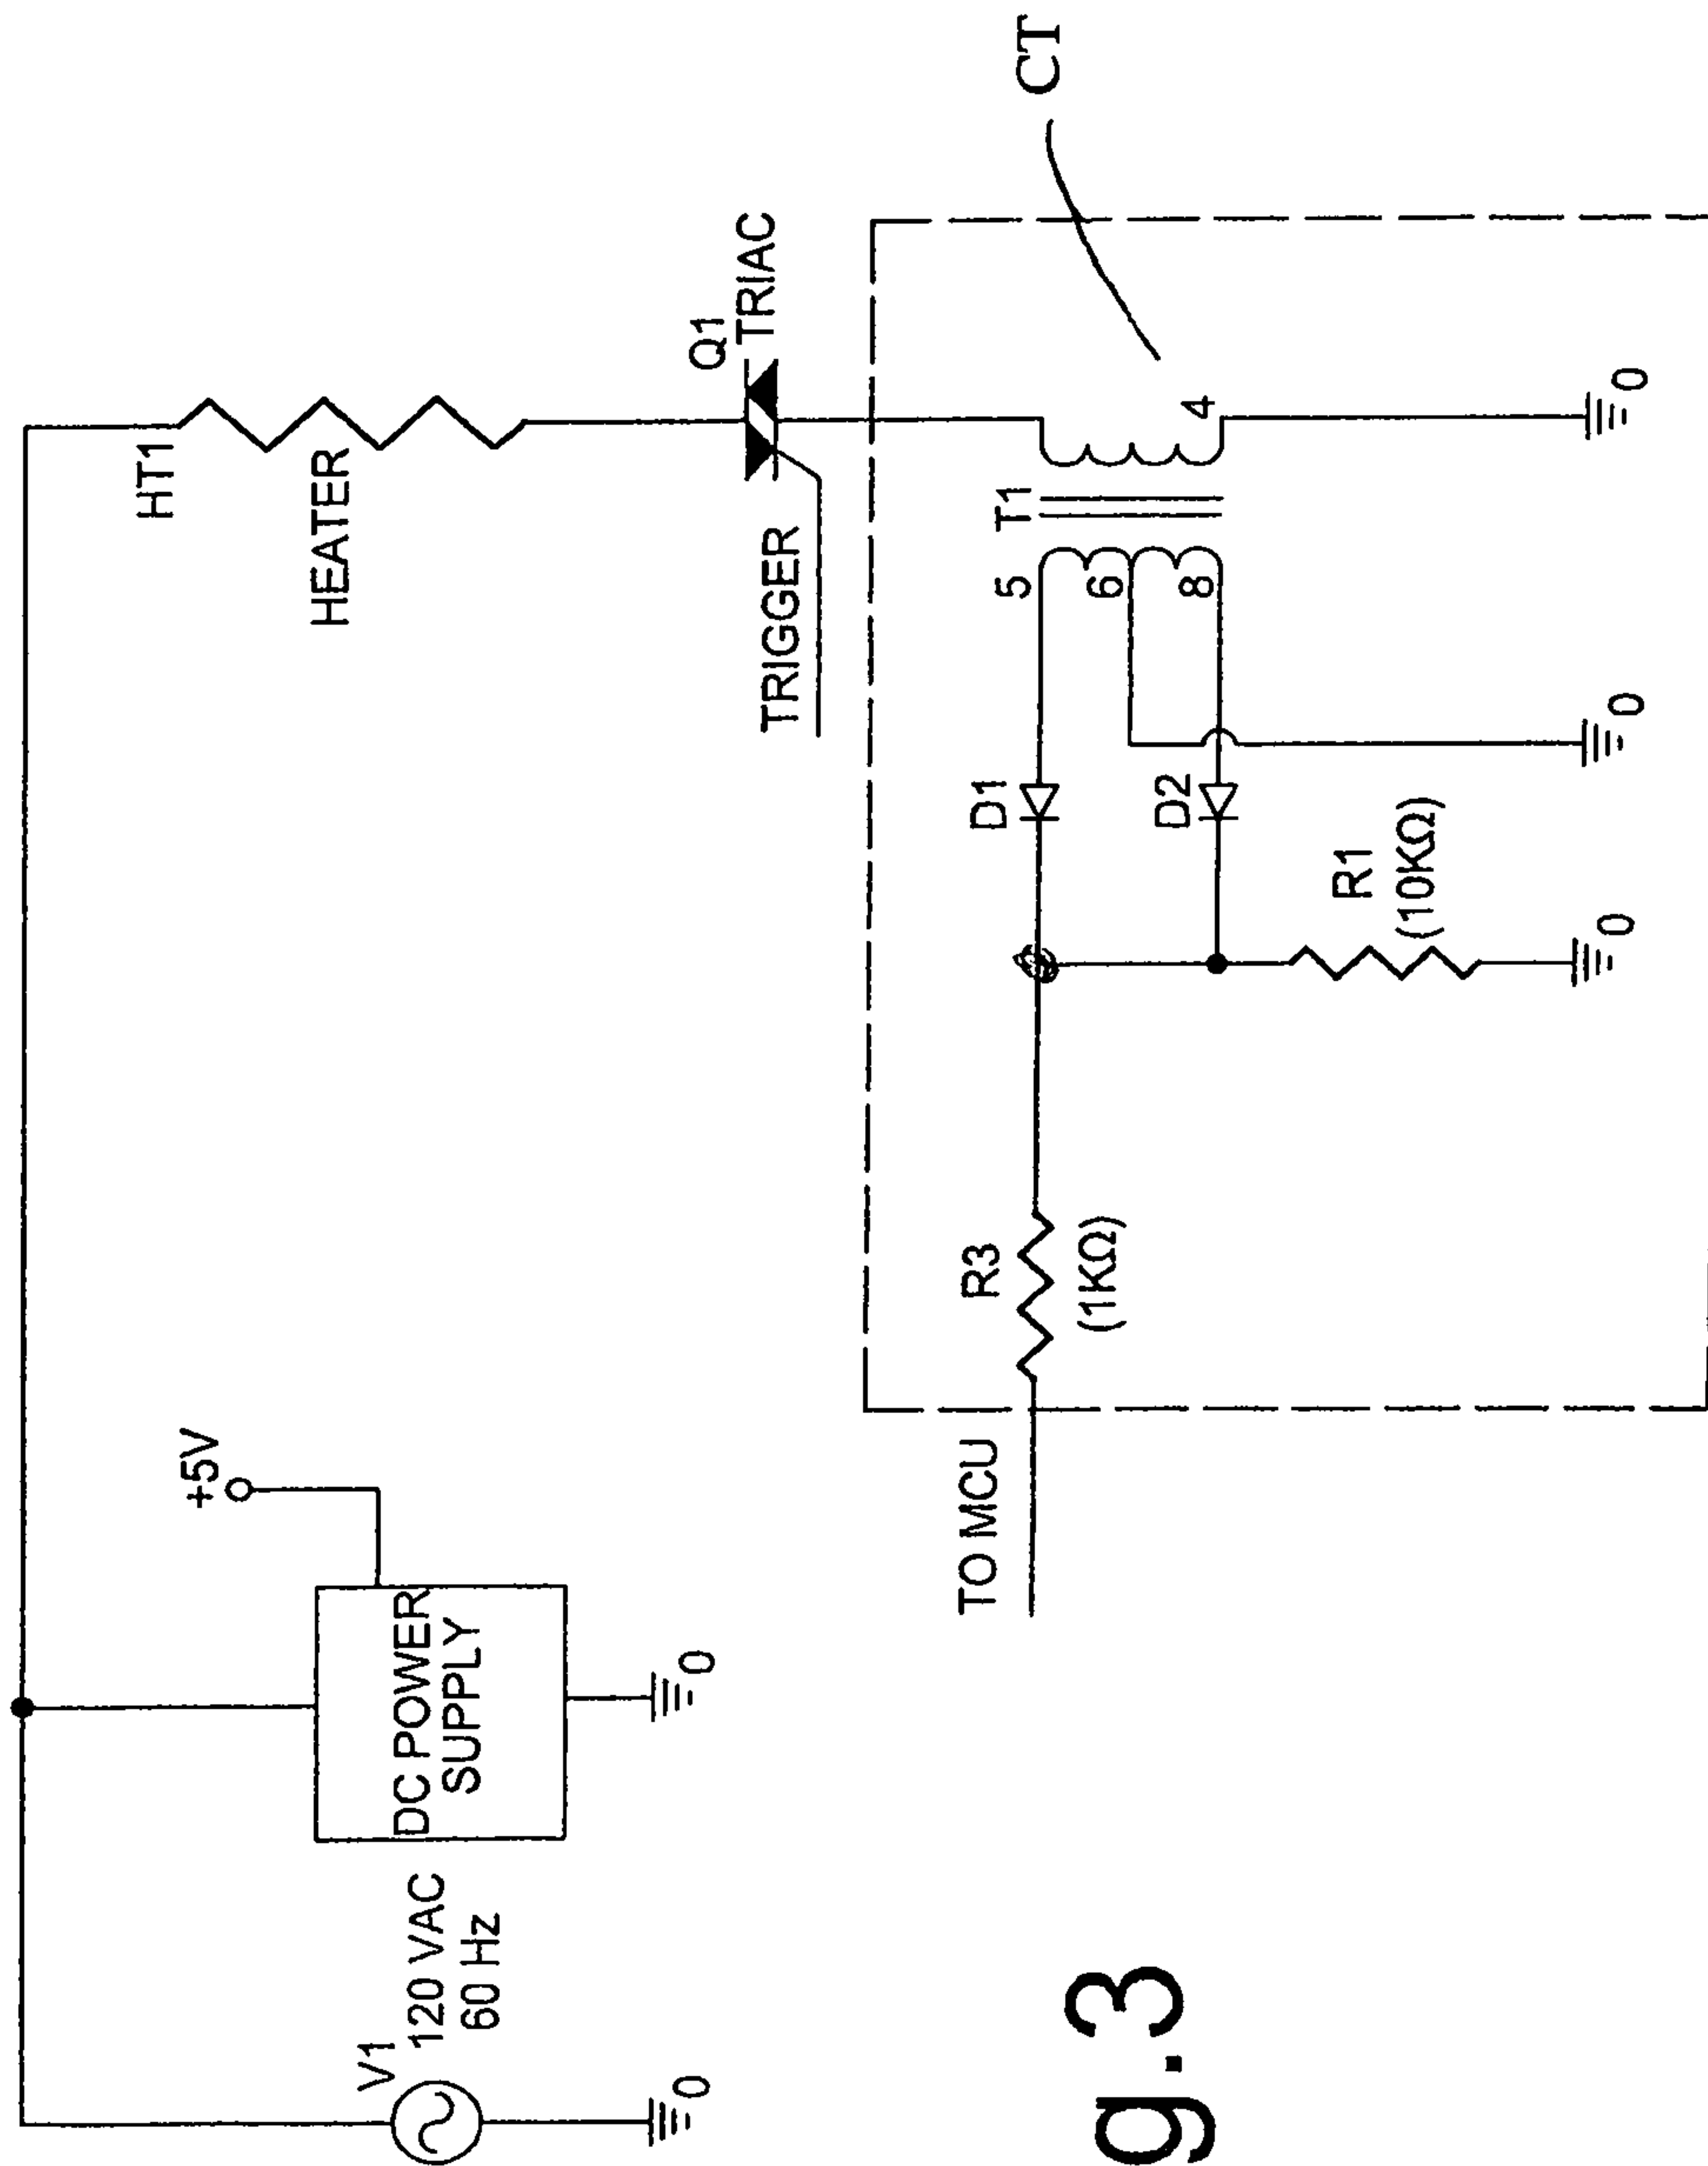 V1
120 VAC
60 Hz
0
DC POWER
SUPPLY
+5V
0
HT1
HEATER
Q1
TRIAC
TRIGGER
CT
TO MCU
R3
(1KΩ)
D1
D2
R1
(10KΩ)
0
0
5
6
8
T1
4
0
g.3